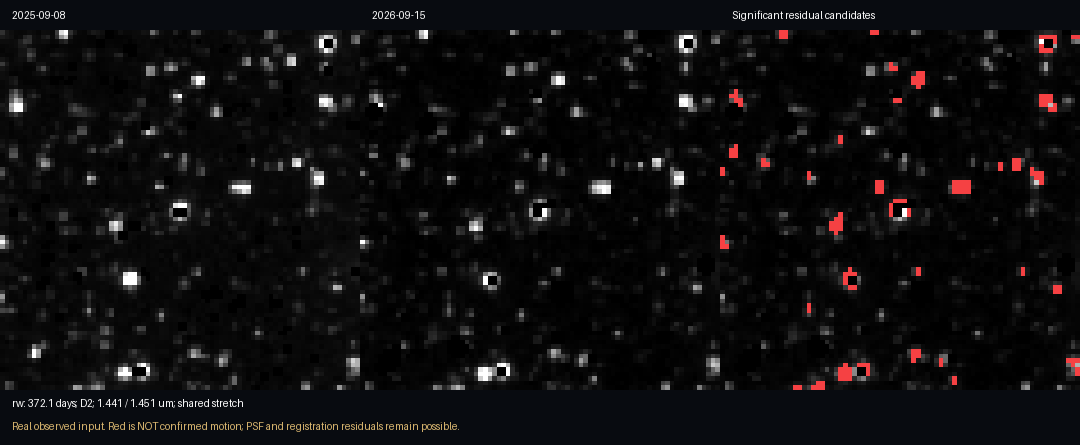 2025-09-08
2026-09-15
Significant residual candidates
rw: 372.1 days; D2; 1.441 / 1.451 um; shared stretch
Real observed input. Red is NOT confirmed motion; PSF and registration residuals remain possible.